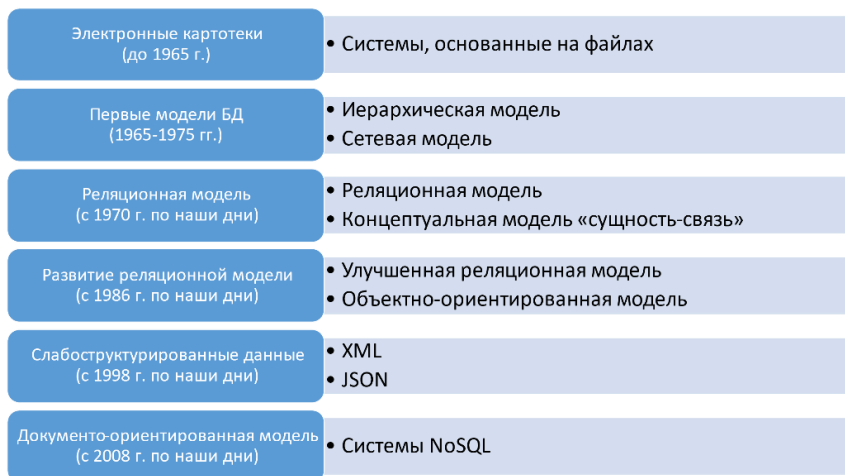 Электронные картотеки
(до 1965 г.)
• Системы, основанные на файлах
Первые модели БД
(1965-1975 гг.)
• Иерархическая модель
• Сетевая модель
Реляционная модель
(с 1970 г. по наши дни)
• Реляционная модель
• Концептуальная модель «сущность-связь»
Развитие реляционной модели
(с 1986 г. по наши дни)
• Улучшенная реляционная модель
• Объектно-ориентированная модель
Слабоструктурированные данные
(с 1998 г. по наши дни)
• XML
• JSON
Документо-ориентированная модель
(с 2008 г. по наши дни)
• Системы NoSQL